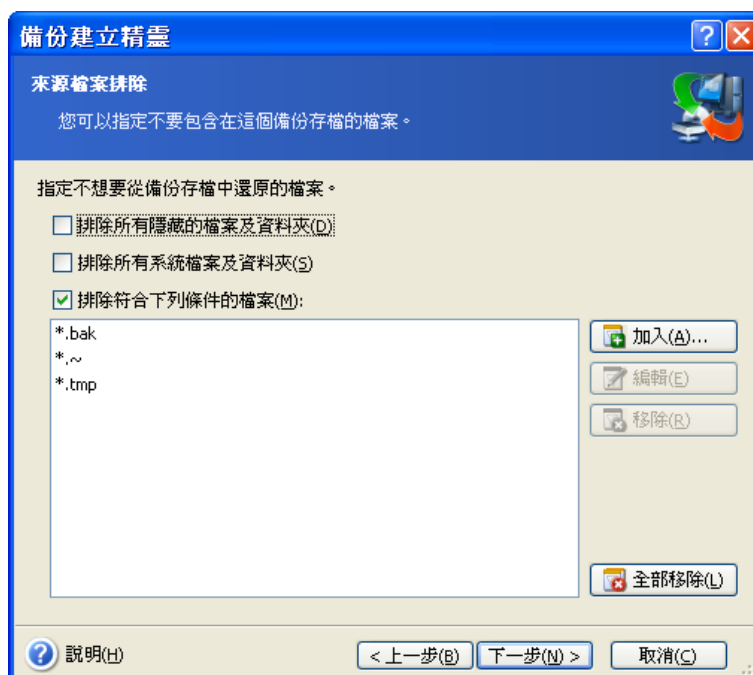 備份建立精靈
來源檔案排除
您可以指定不要包含在這個備份存檔的檔案。
指定不想要從備份存檔中還原的檔案。
排除所有隱藏的檔案及資料夾(D)
排除所有系統檔案及資料夾(S)
排除符合下列條件的檔案(M):
*.bak
*.~
*.tmp
加入(A)...
編輯(E)
移除(R)
全部移除(L)
說明(H)
< 上一步(B)
下一步(N) >
取消(C)